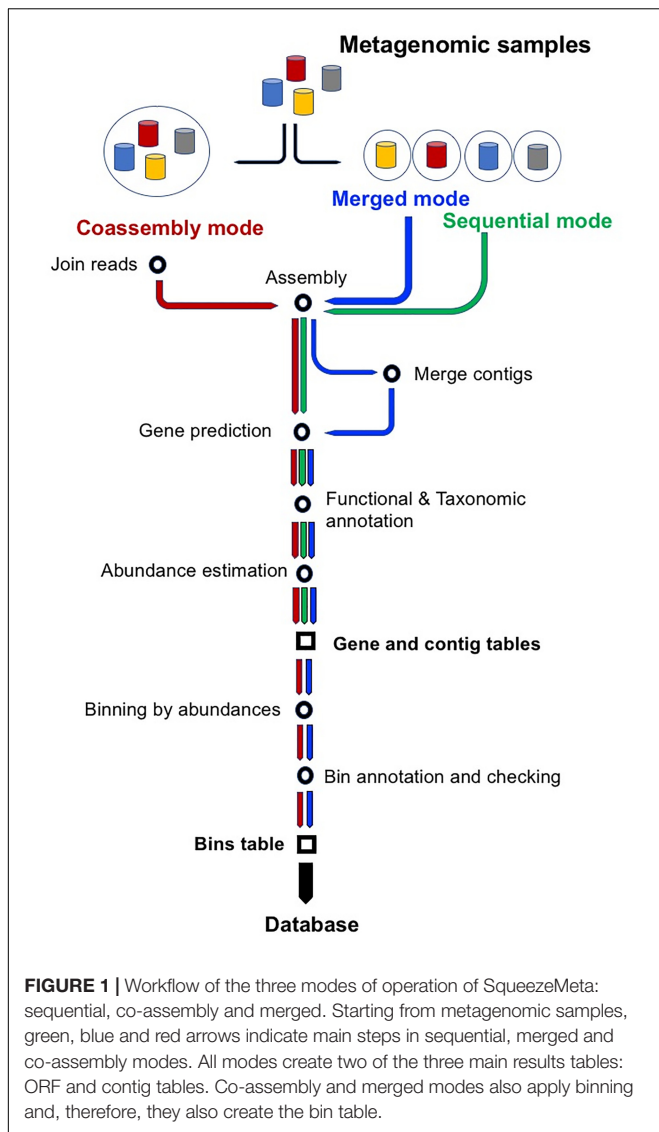 Metagenomic samples
Merged mode
Coassembly mode
Sequential mode
Join reads
Assembly
Merge contigs
Gene prediction
Functional & Taxonomic
annotation
Abundance estimation
Gene and contig tables
Binning by abundances
Bin annotation and checking
Bins table
Database
FIGURE 1 | Workflow of the three modes of operation of SqueezeMeta:
sequential, co-assembly and merged. Starting from metagenomic samples,
green, blue and red arrows indicate main steps in sequential, merged and
co-assembly modes. All modes create two of the three main results tables:
ORF and contig tables. Co-assembly and merged modes also apply binning
and, therefore, they also create the bin table.